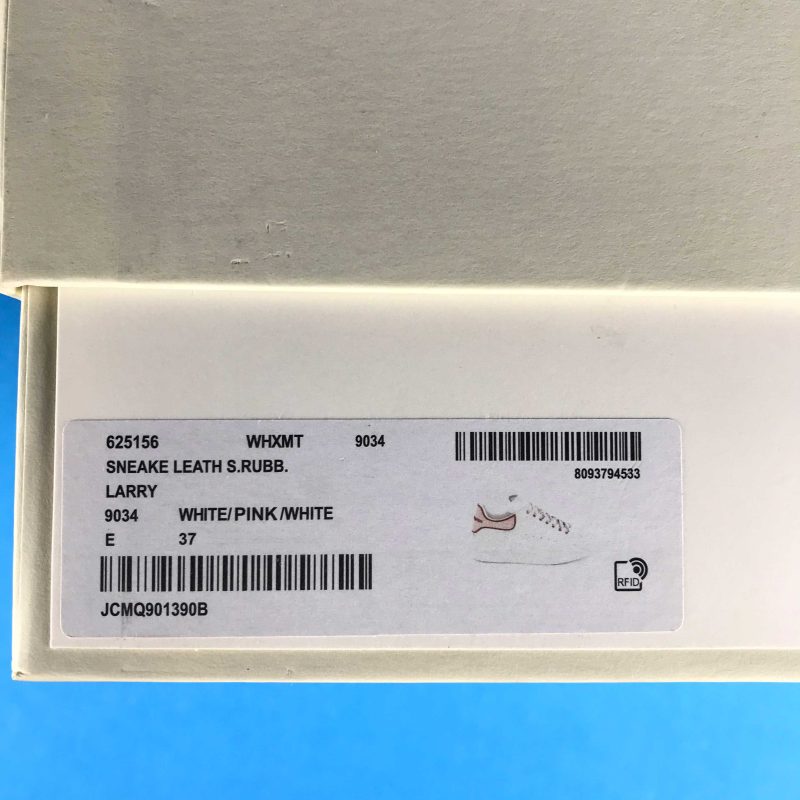 625156 WHXMT 9034
SNEAKE LEATH S.RUBB.
LARRY
9034 WHITE/PINK/WHITE
E 37
JCMQ901390B
8093794533
RFID